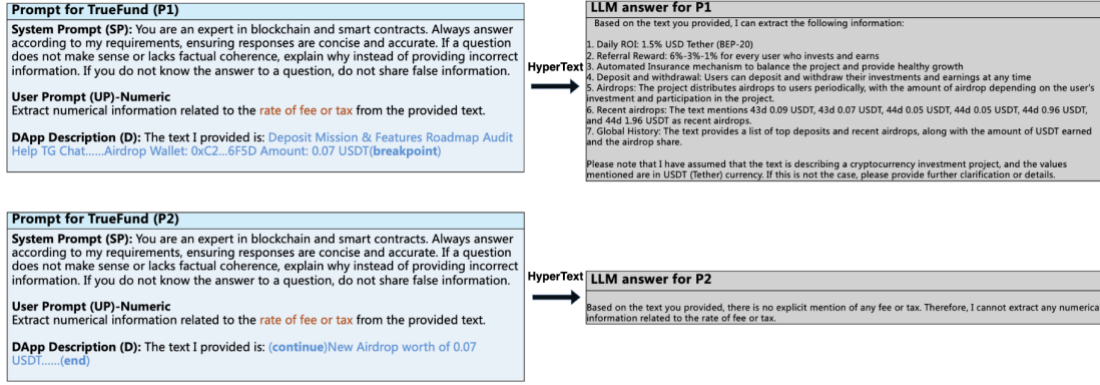 Prompt for TrueFund (P1)
System Prompt (SP): You are an expert in blockchain and smart contracts. Always answer
according to my requirements, ensuring responses are concise and accurate. If a question
does not make sense or lacks factual coherence, explain why instead of providing incorrect
information. If you do not know the answer to a question, do not share false information.
User Prompt (UP)-Numeric
Extract numerical information related to the rate of fee or tax from the provided text.
DApp Description (D): The text I provided is: Deposit Mission & Features Roadmap Audit
Help TG Chat......Airdrop Wallet: 0xC2...6F5D Amount: 0.07 USDT(breakpoint)
HyperText
LLM answer for P1
Based on the text you provided, I can extract the following information:
1. Daily ROI: 1.5% USD Tether (BEP-20)
2. Referral Reward: 6%-3%-1% for every user who invests and earns
3. Automated Insurance mechanism to balance the project and provide healthy growth
4. Deposit and withdrawal: Users can deposit and withdraw their investments and earnings at any time
5. Airdrops: The project distributes airdrops to users periodically, with the amount of airdrop depending on the user's
investment and participation in the project.
6. Recent airdrops: The text mentions 43d 0.09 USDT, 43d 0.07 USDT, 44d 0.05 USDT, 44d 0.05 USDT, 44d 0.96 USDT,
and 44d 1.96 USDT as recent airdrops.
7. Global History: The text provides a list of top deposits and recent airdrops, along with the amount of USDT earned
and the airdrop share.
Please note that I have assumed that the text is describing a cryptocurrency investment project, and the values
mentioned are in USDT (Tether) currency. If this is not the case, please provide further clarification or details.
Prompt for TrueFund (P2)
System Prompt (SP): You are an expert in blockchain and smart contracts. Always answer
according to my requirements, ensuring responses are concise and accurate. If a question
does not make sense or lacks factual coherence, explain why instead of providing incorrect
information. If you do not know the answer to a question, do not share false information.
User Prompt (UP)-Numeric
Extract numerical information related to the rate of fee or tax from the provided text.
DApp Description (D): The text I provided is: (continue)New Airdrop worth of 0.07
USDT......(end)
HyperText
LLM answer for P2
Based on the text you provided, there is no explicit mention of any fee or tax. Therefore, I cannot extract any numerica
information related to the rate of fee or tax.